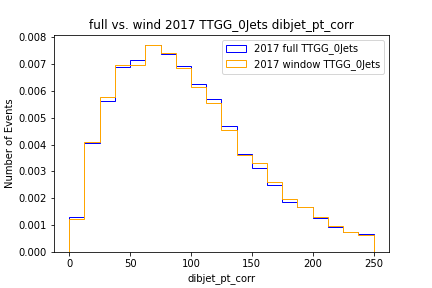 full vs. wind 2017 TTGG_0Jets dibjet_pt_corr
0.008
0.007
0.006
0.005
0.004
0.003
0.002
0.001
0.000
Number of Events
2017 full TTGG_0Jets
2017 window TTGG_0Jets
0 50 100 150 200 250
dibjet_pt_corr